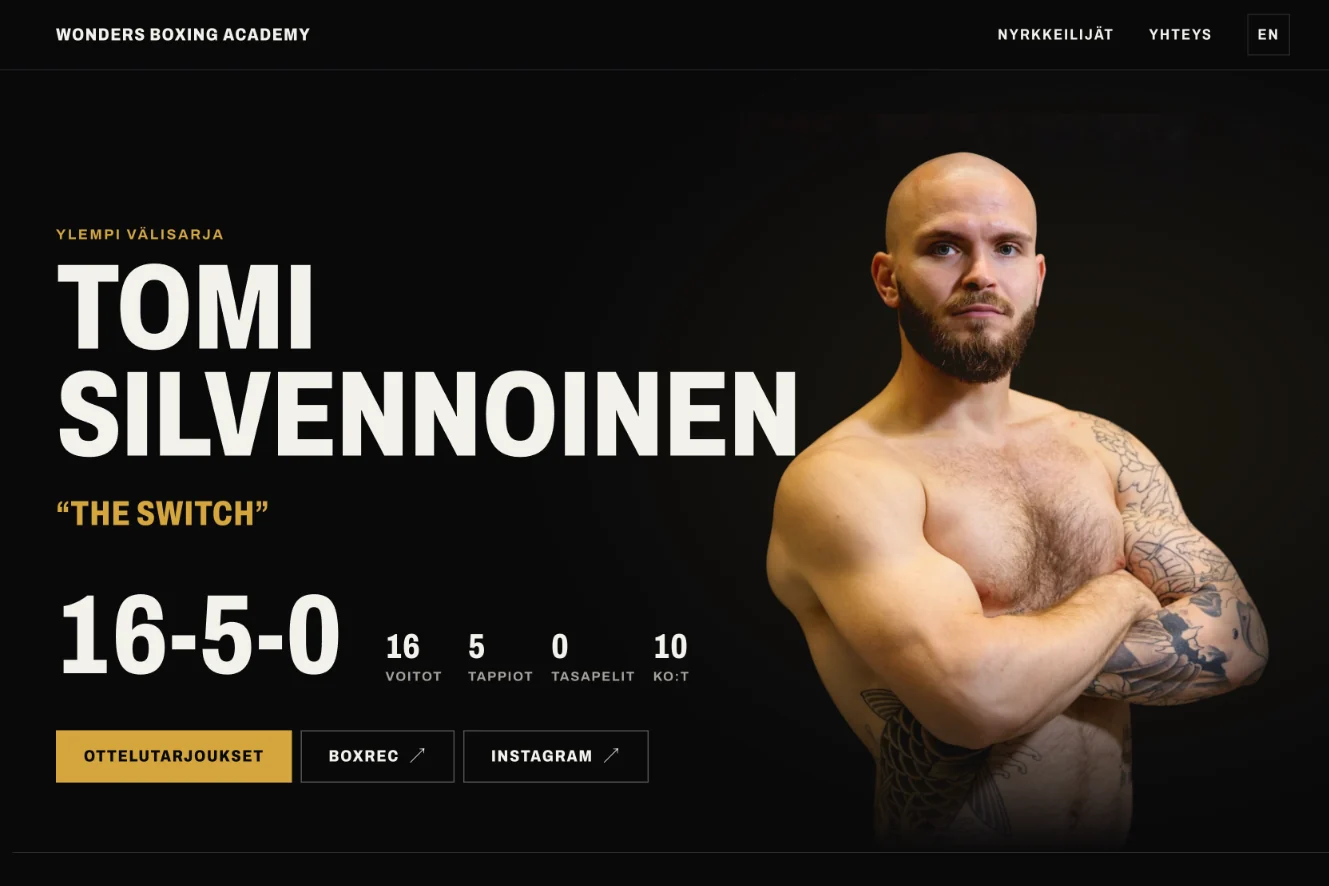 WONDERS BOXING ACADEMY
NYRKKEILIJÄT YHTEYS EN
YLEMPI VÄLISARJA
TOMI
SILVENNOINEN
“THE SWITCH”
16-5-0
16 5 0 10
VOITOT TAPPIOT TASAPELIT KO:T
OTTELUTARJOUKSET BOXREC ↗ INSTAGRAM ↗